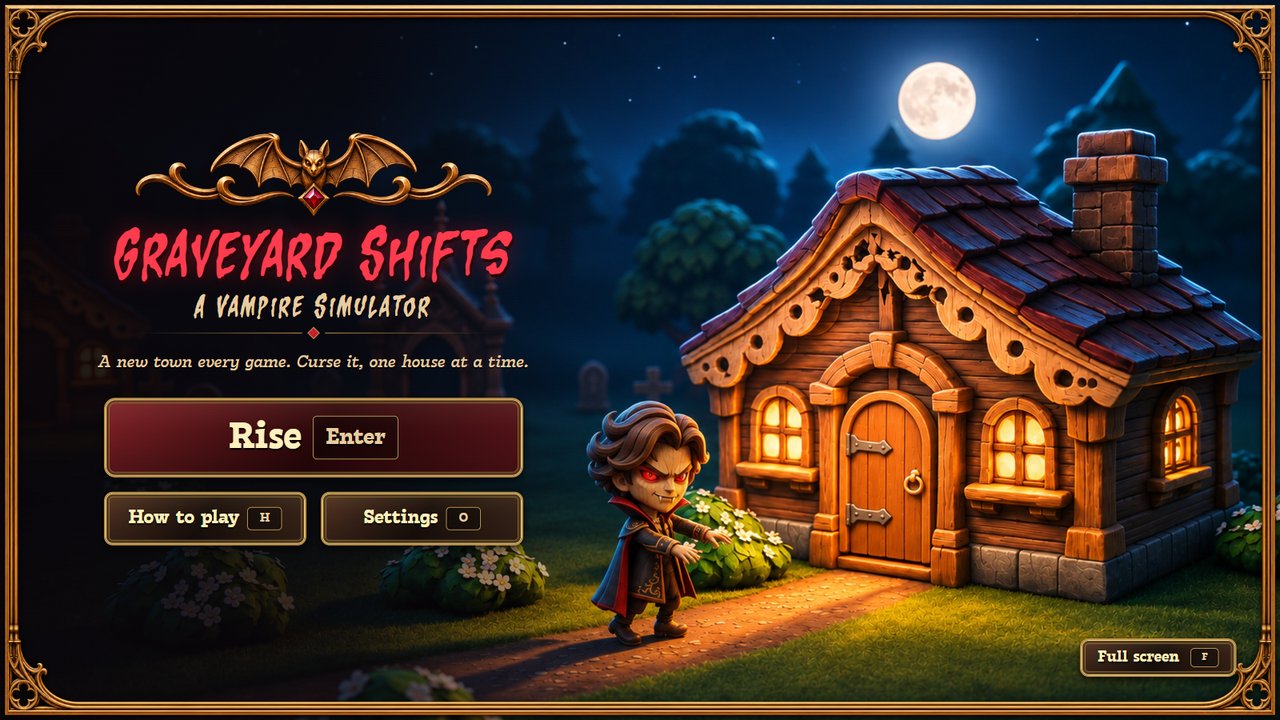 Graveyard Shifts
A Vampire Simulator
A new town every game. Curse it, one house at a time.
Rise Enter
How to play H
Settings O
Full screen F